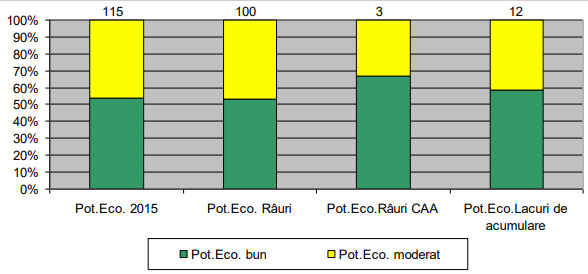 115 100 3 12
100%
90%
80%
70%
60%
50%
40%
30%
20%
10%
0%
Pot.Eco. 2015 Pot.Eco. Râuri Pot.Eco.Râuri CAA Pot.Eco.Lacuri de
acumulare
Pot.Eco. bun Pot.Eco. moderat